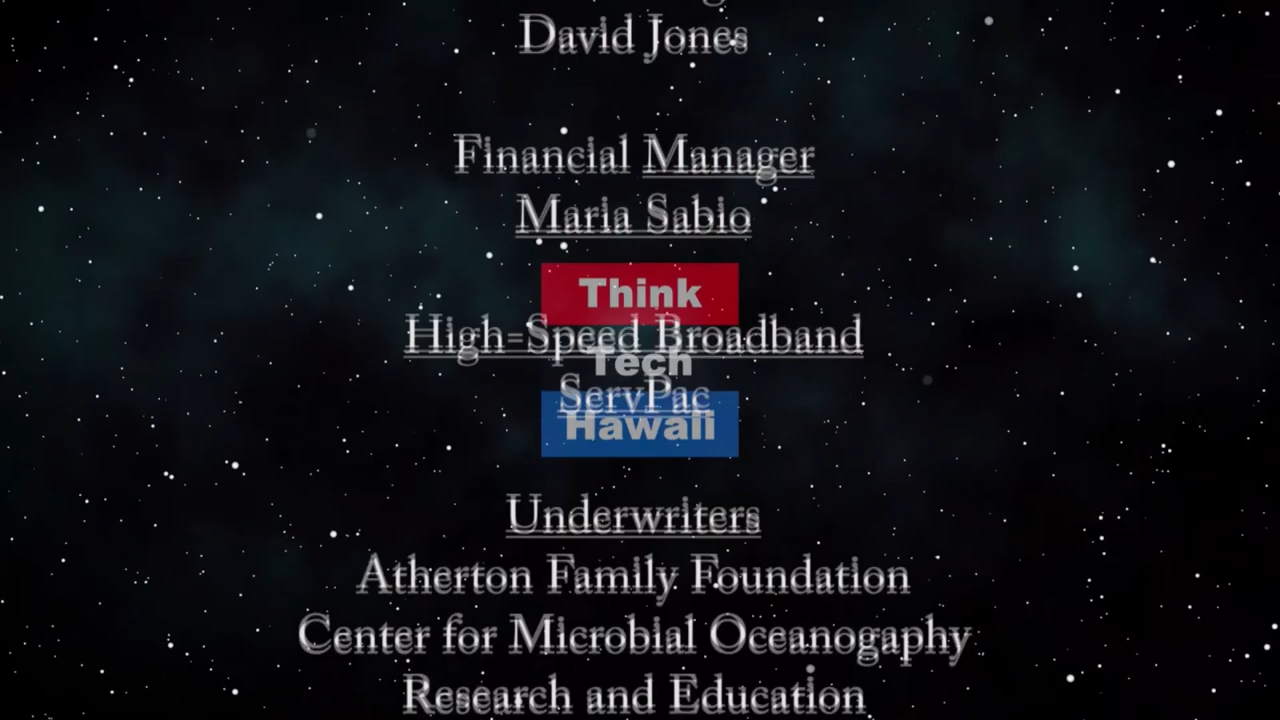 David Jones
Financial Manager
Maria Sabio
Think
High-Speed Broadband
Tech
ServPac
Hawaii
Underwriters
Atherton Family Foundation
Center for Microbial Oceanogaphy
Research and Education